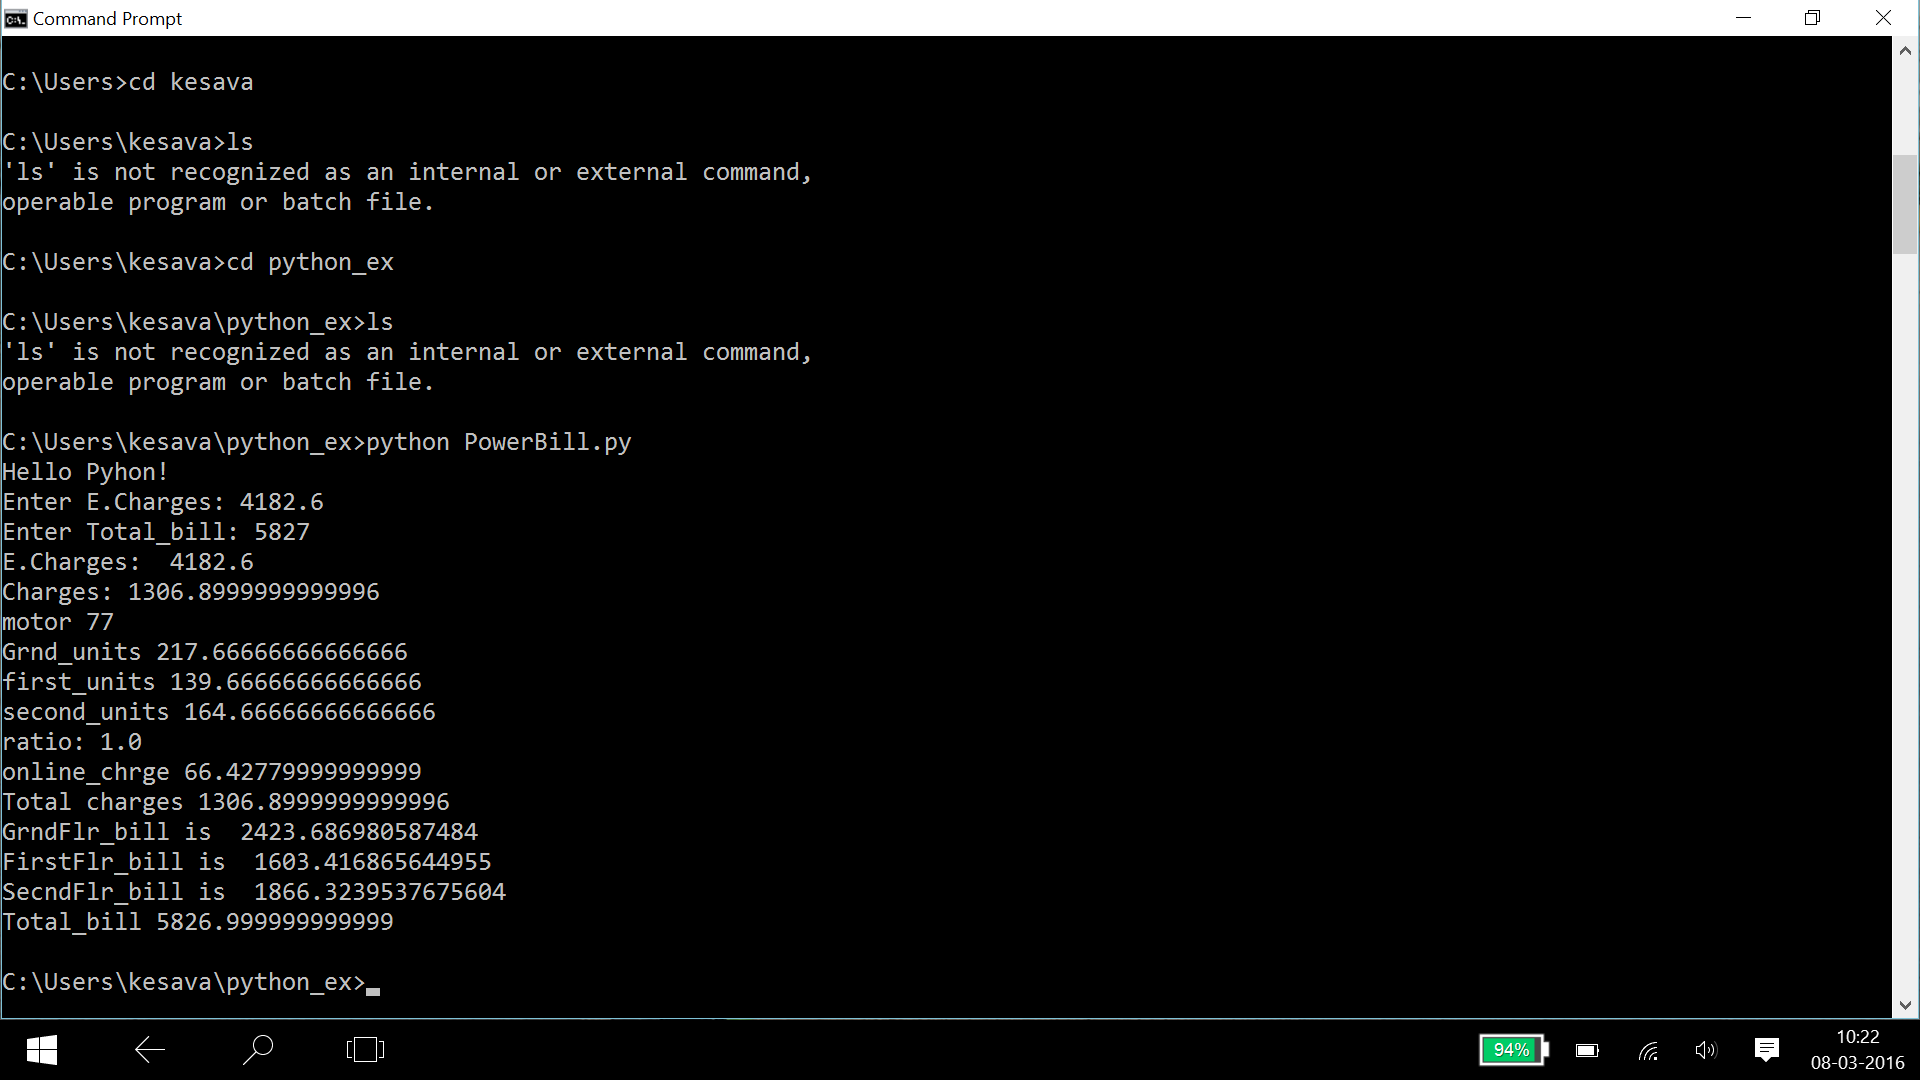 Command Prompt
C:\Users>cd kesava
C:\Users\kesava>ls
'ls' is not recognized as an internal or external command,
operable program or batch file.
C:\Users\kesava>cd python_ex
C:\Users\kesava\python_ex>ls
'ls' is not recognized as an internal or external command,
operable program or batch file.
C:\Users\kesava\python_ex>python PowerBill.py
Hello Pyhon!
Enter E.Charges: 4182.6
Enter Total_bill: 5827
E.Charges:  4182.6
Charges: 1306.8999999999996
motor 77
Grnd_units 217.66666666666666
first_units 139.66666666666666
second_units 164.66666666666666
ratio: 1.0
online_chrge 66.42779999999999
Total charges 1306.8999999999996
GrndFlr_bill is  2423.686980587484
FirstFlr_bill is  1603.416865644955
SecndFlr_bill is  1866.3239537675604
Total_bill 5826.999999999999
C:\Users\kesava\python_ex>
94%
10:22
08-03-2016